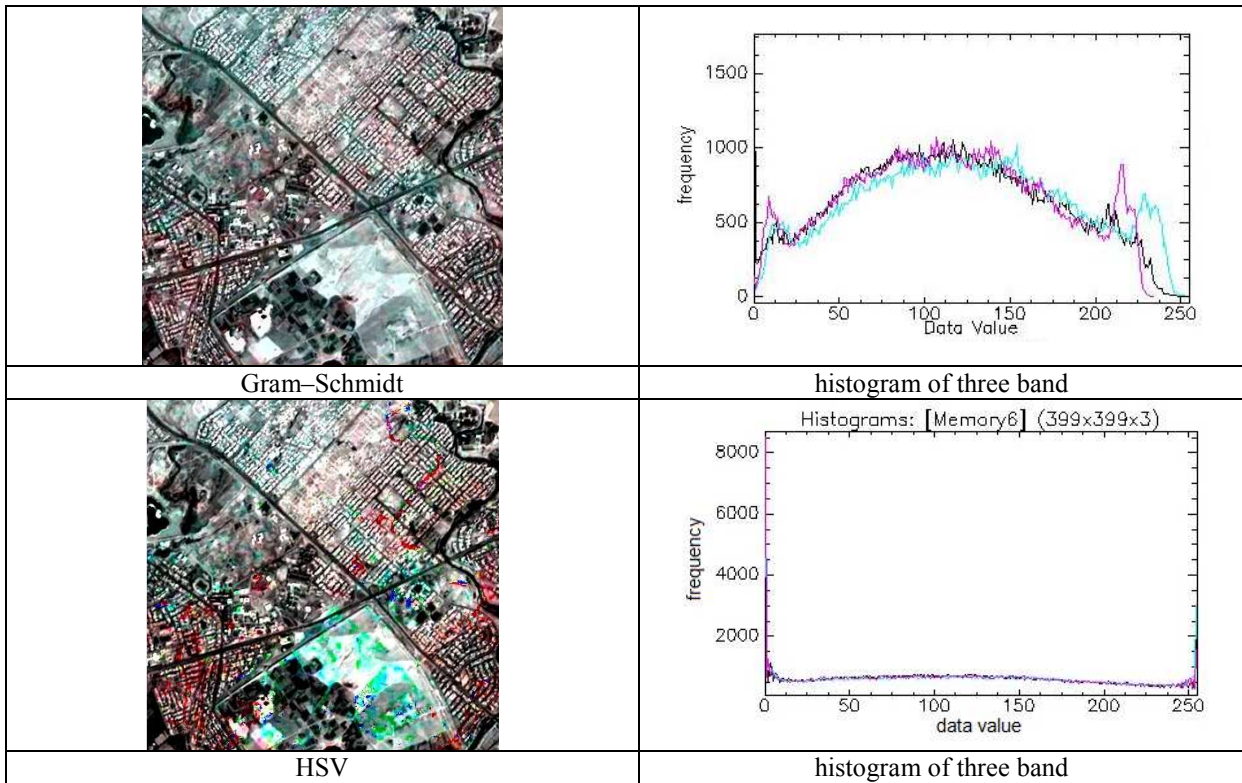 1500
1000
500
0
frequency
0 50 100 150 200 250
Data Value
Gram–Schmidt
histogram of three band
Histograms: [Memory6] (399x399x3)
8000
6000
4000
2000
frequency
0 50 100 150 200 250
data value
HSV
histogram of three band